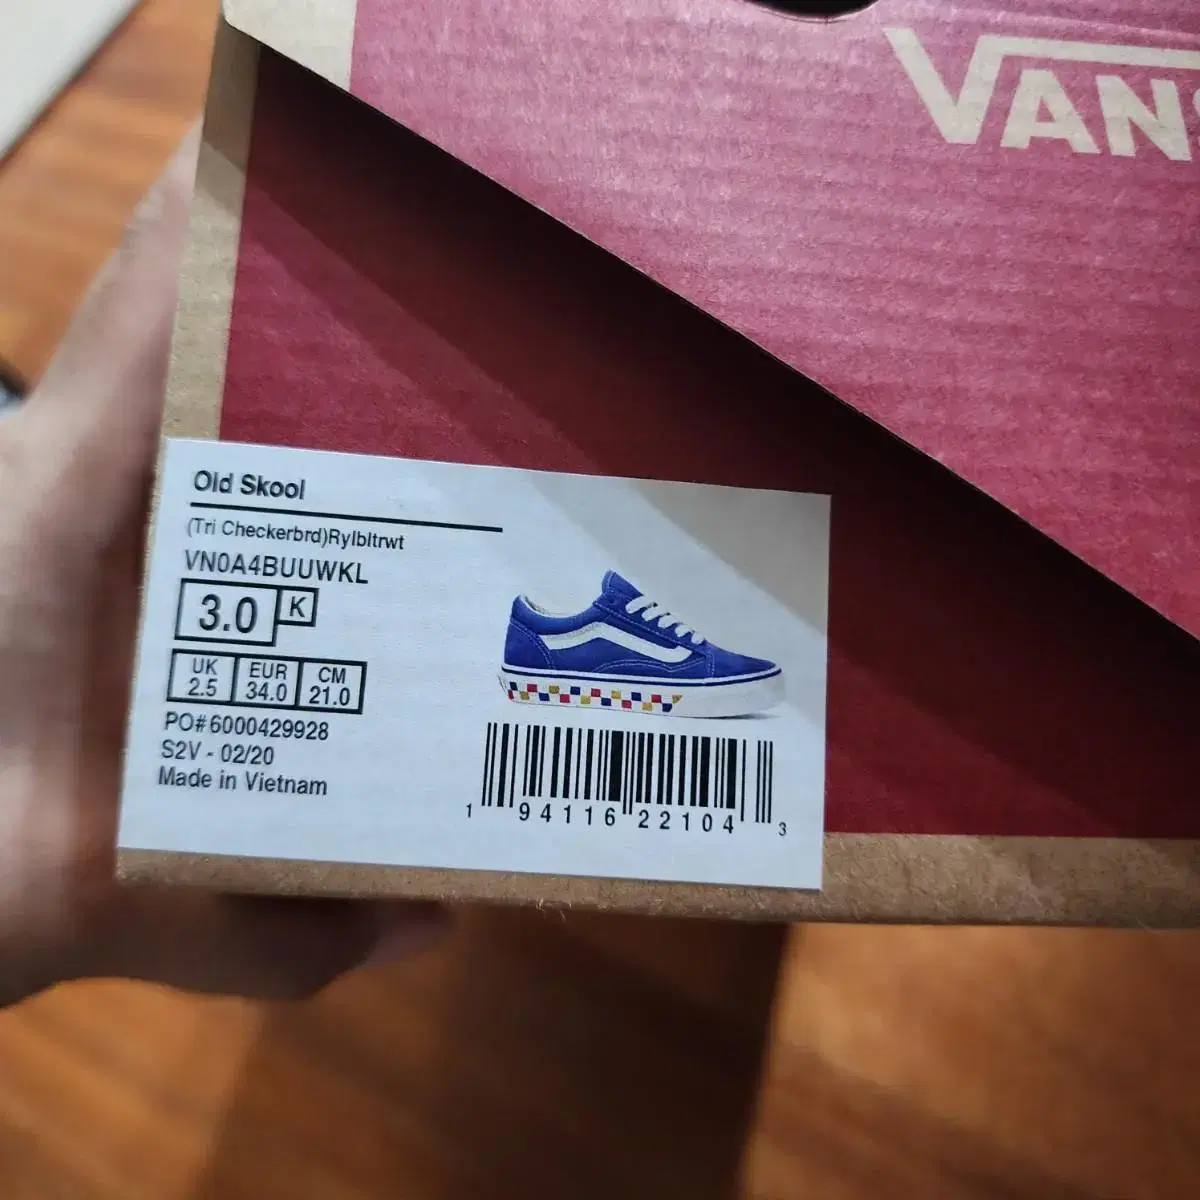 VANS
Old Skool
(Tri Checkerbrd)Rylbltrwt
VN0A4BUUWKL
3.0 K
UK EUR CM
2.5 34.0 21.0
PO#6000429928
S2V - 02/20
Made in Vietnam
1 94116 22104 3